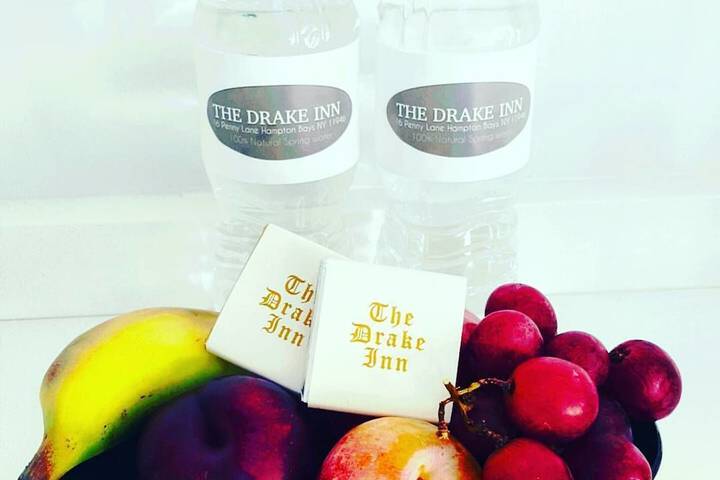 THE DRAKE INN
16 Penny Lane Hampton Bays NY 11946
100% Natural Spring water
THE DRAKE INN
16 Penny Lane Hampton Bays NY 11946
100% Natural Spring water
The
Drake
Inn
The
Drake
Inn